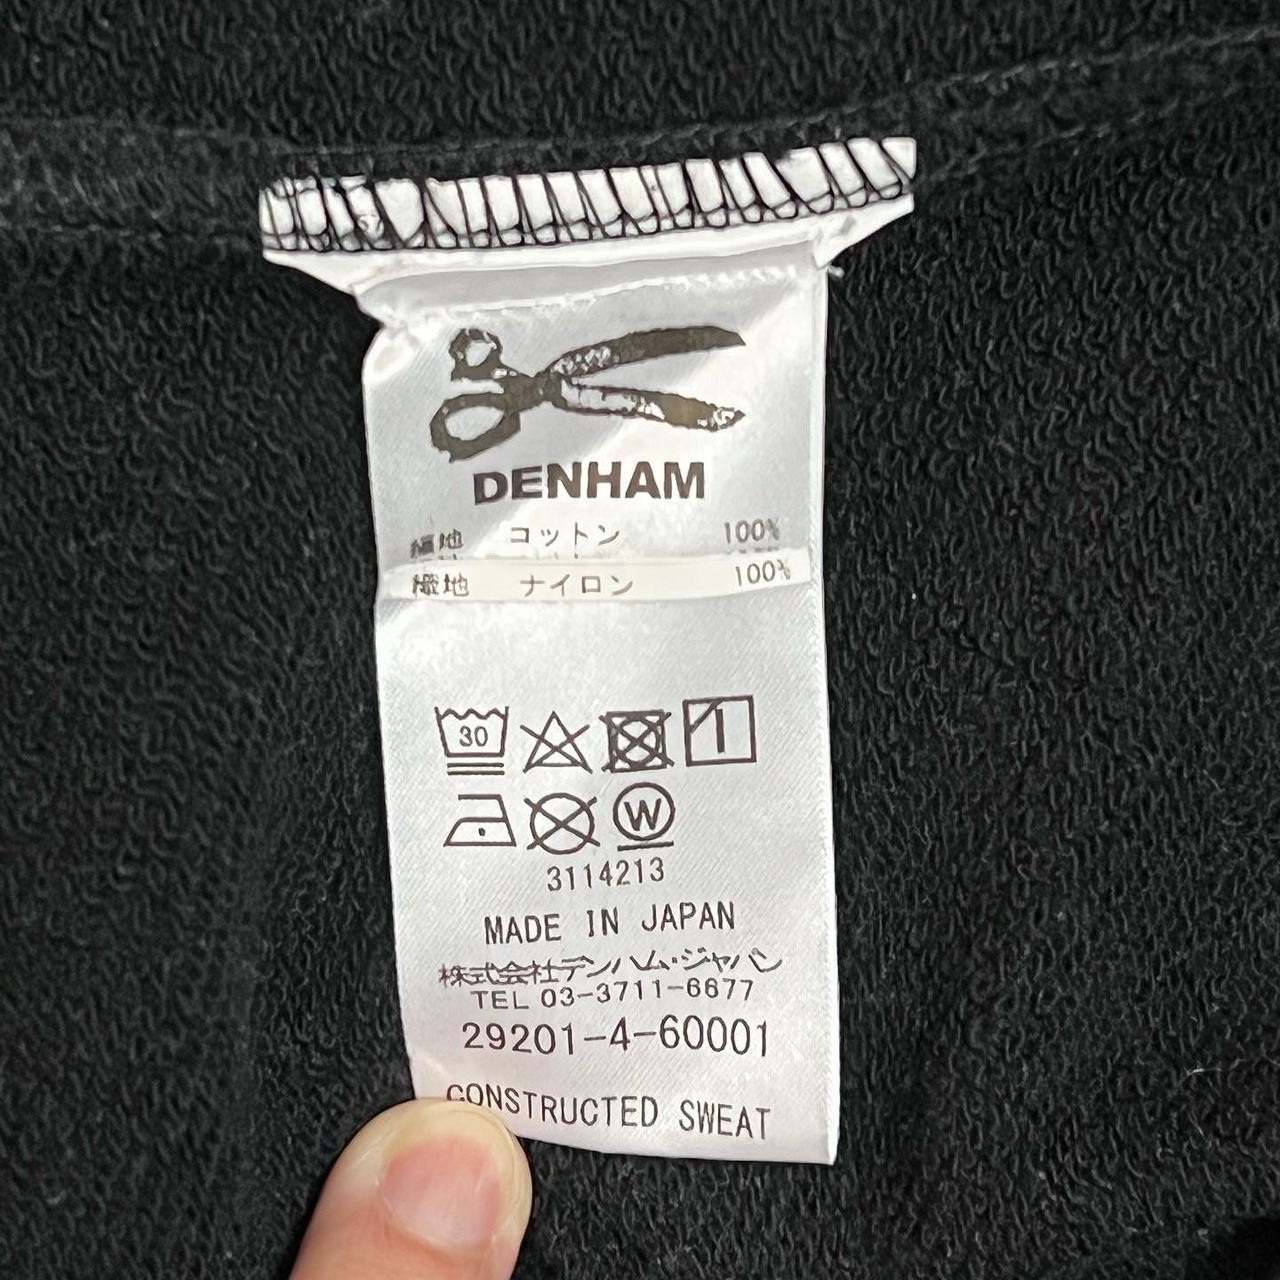 DENHAM
編地 コットン 100%
織地 ナイロン 100%
30
W
3114213
MADE IN JAPAN
株式会社デンハム・ジャパン
TEL 03-3711-6677
29201-4-60001
CONSTRUCTED SWEAT